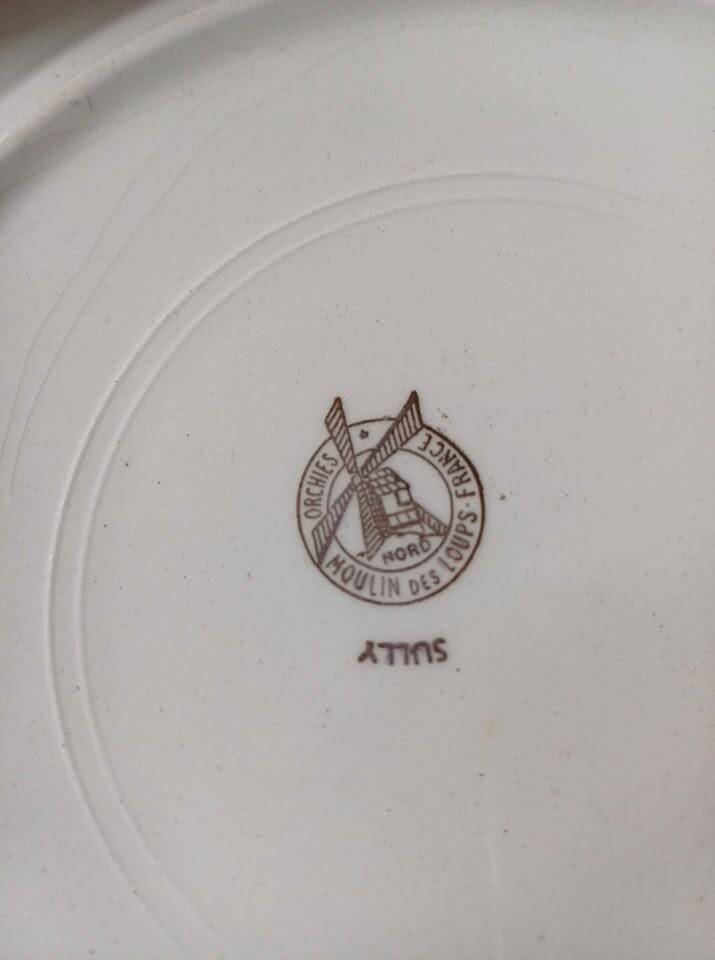 ORCHIES
MOULIN DES LOUPS · FRANCE
NORD
SULLY